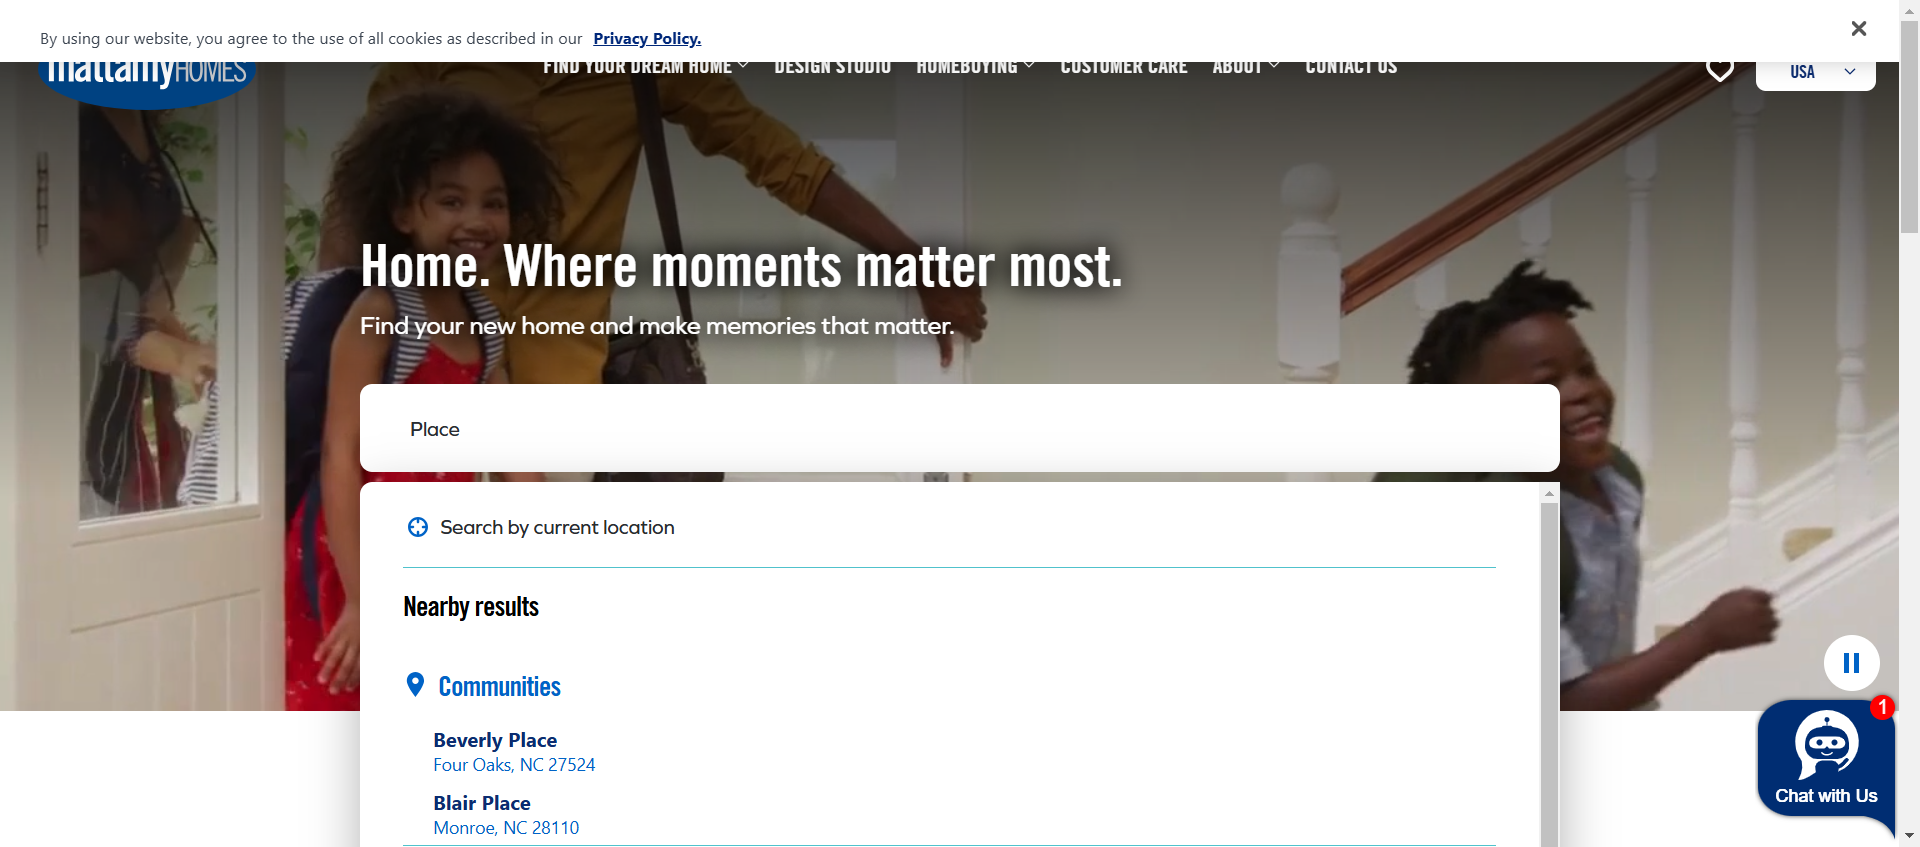 By using our website, you agree to the use of all cookies as described in our Privacy Policy.
mattamyHOMES
FIND YOUR DREAM HOME
DESIGN STUDIO
HOMEBUYING
CUSTOMER CARE
ABOUT
CONTACT US
USA
Home. Where moments matter most.
Find your new home and make memories that matter.
Place
Search by current location
Nearby results
Communities
Beverly Place
Four Oaks, NC 27524
Blair Place
Monroe, NC 28110
1
Chat with Us